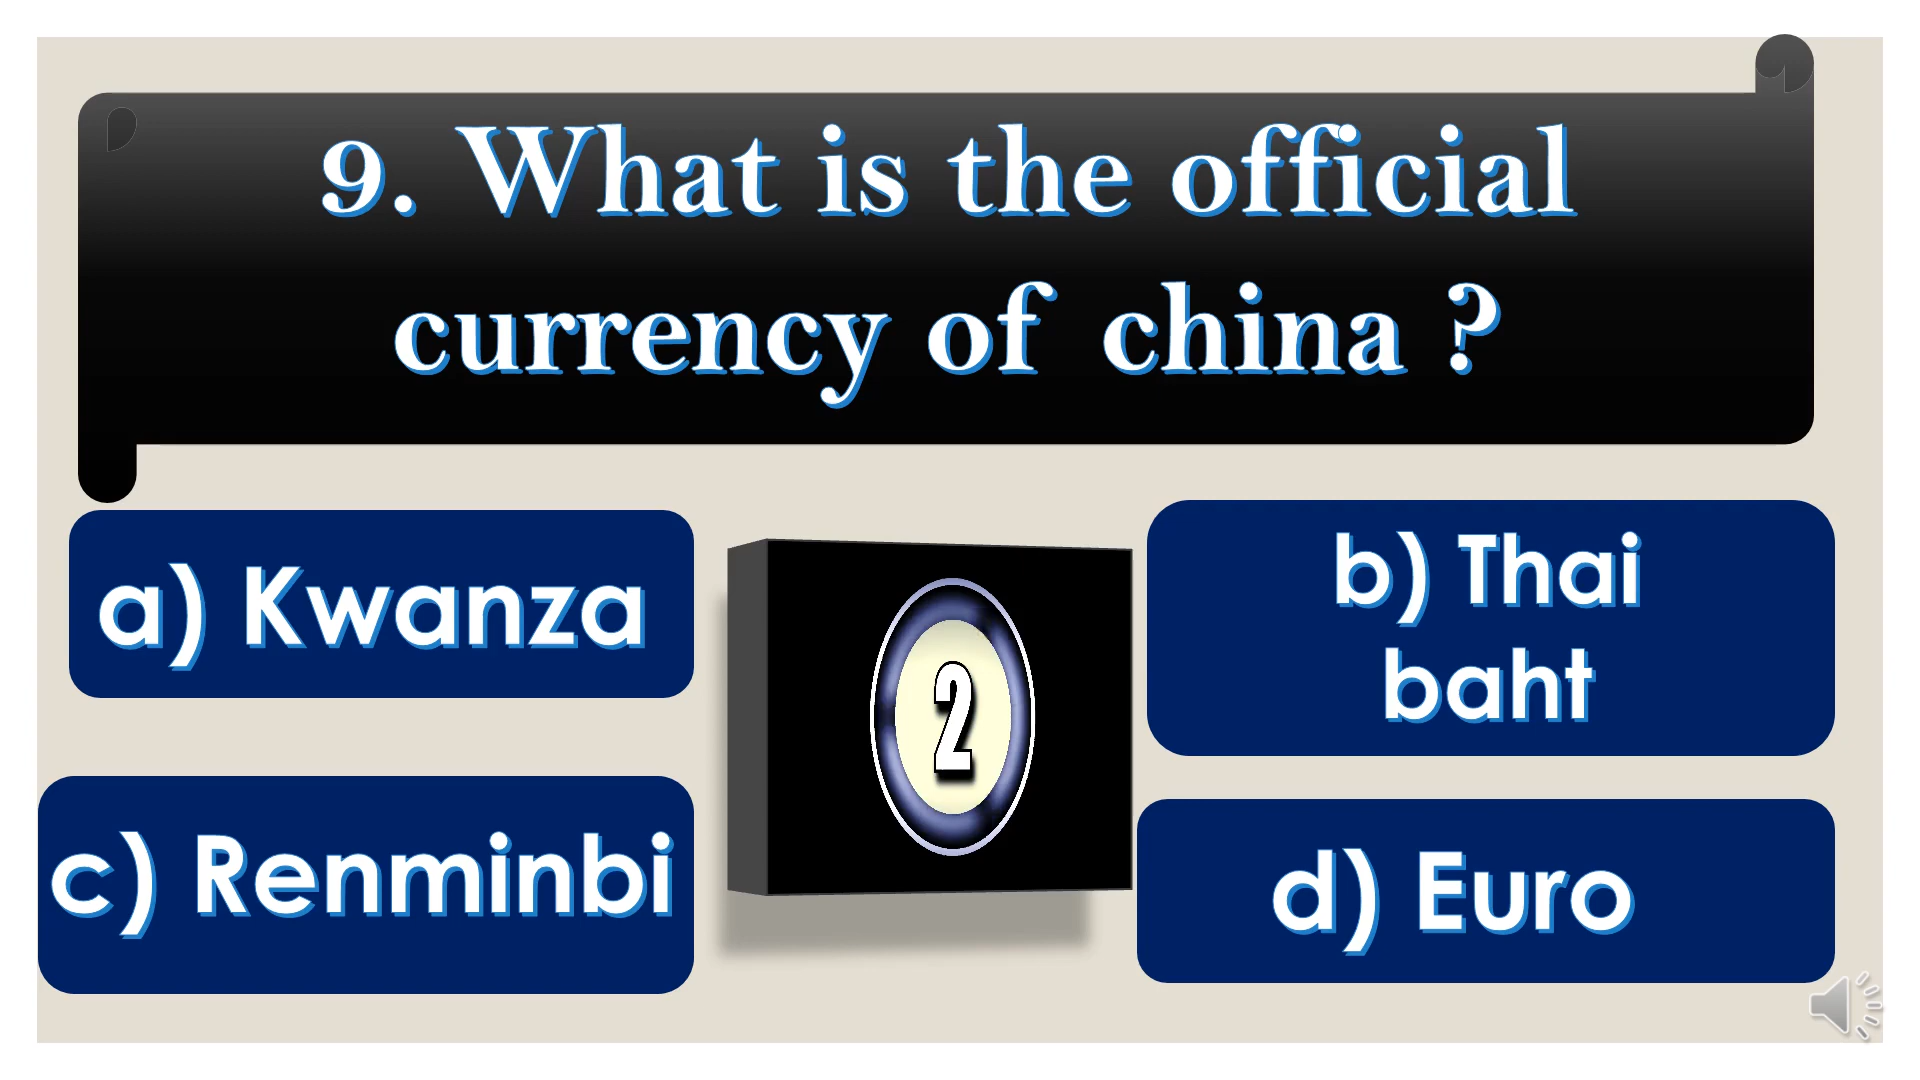 9. What is the official
currency of china ?
a) Kwanza
b) Thai
baht
2
c) Renminbi
d) Euro